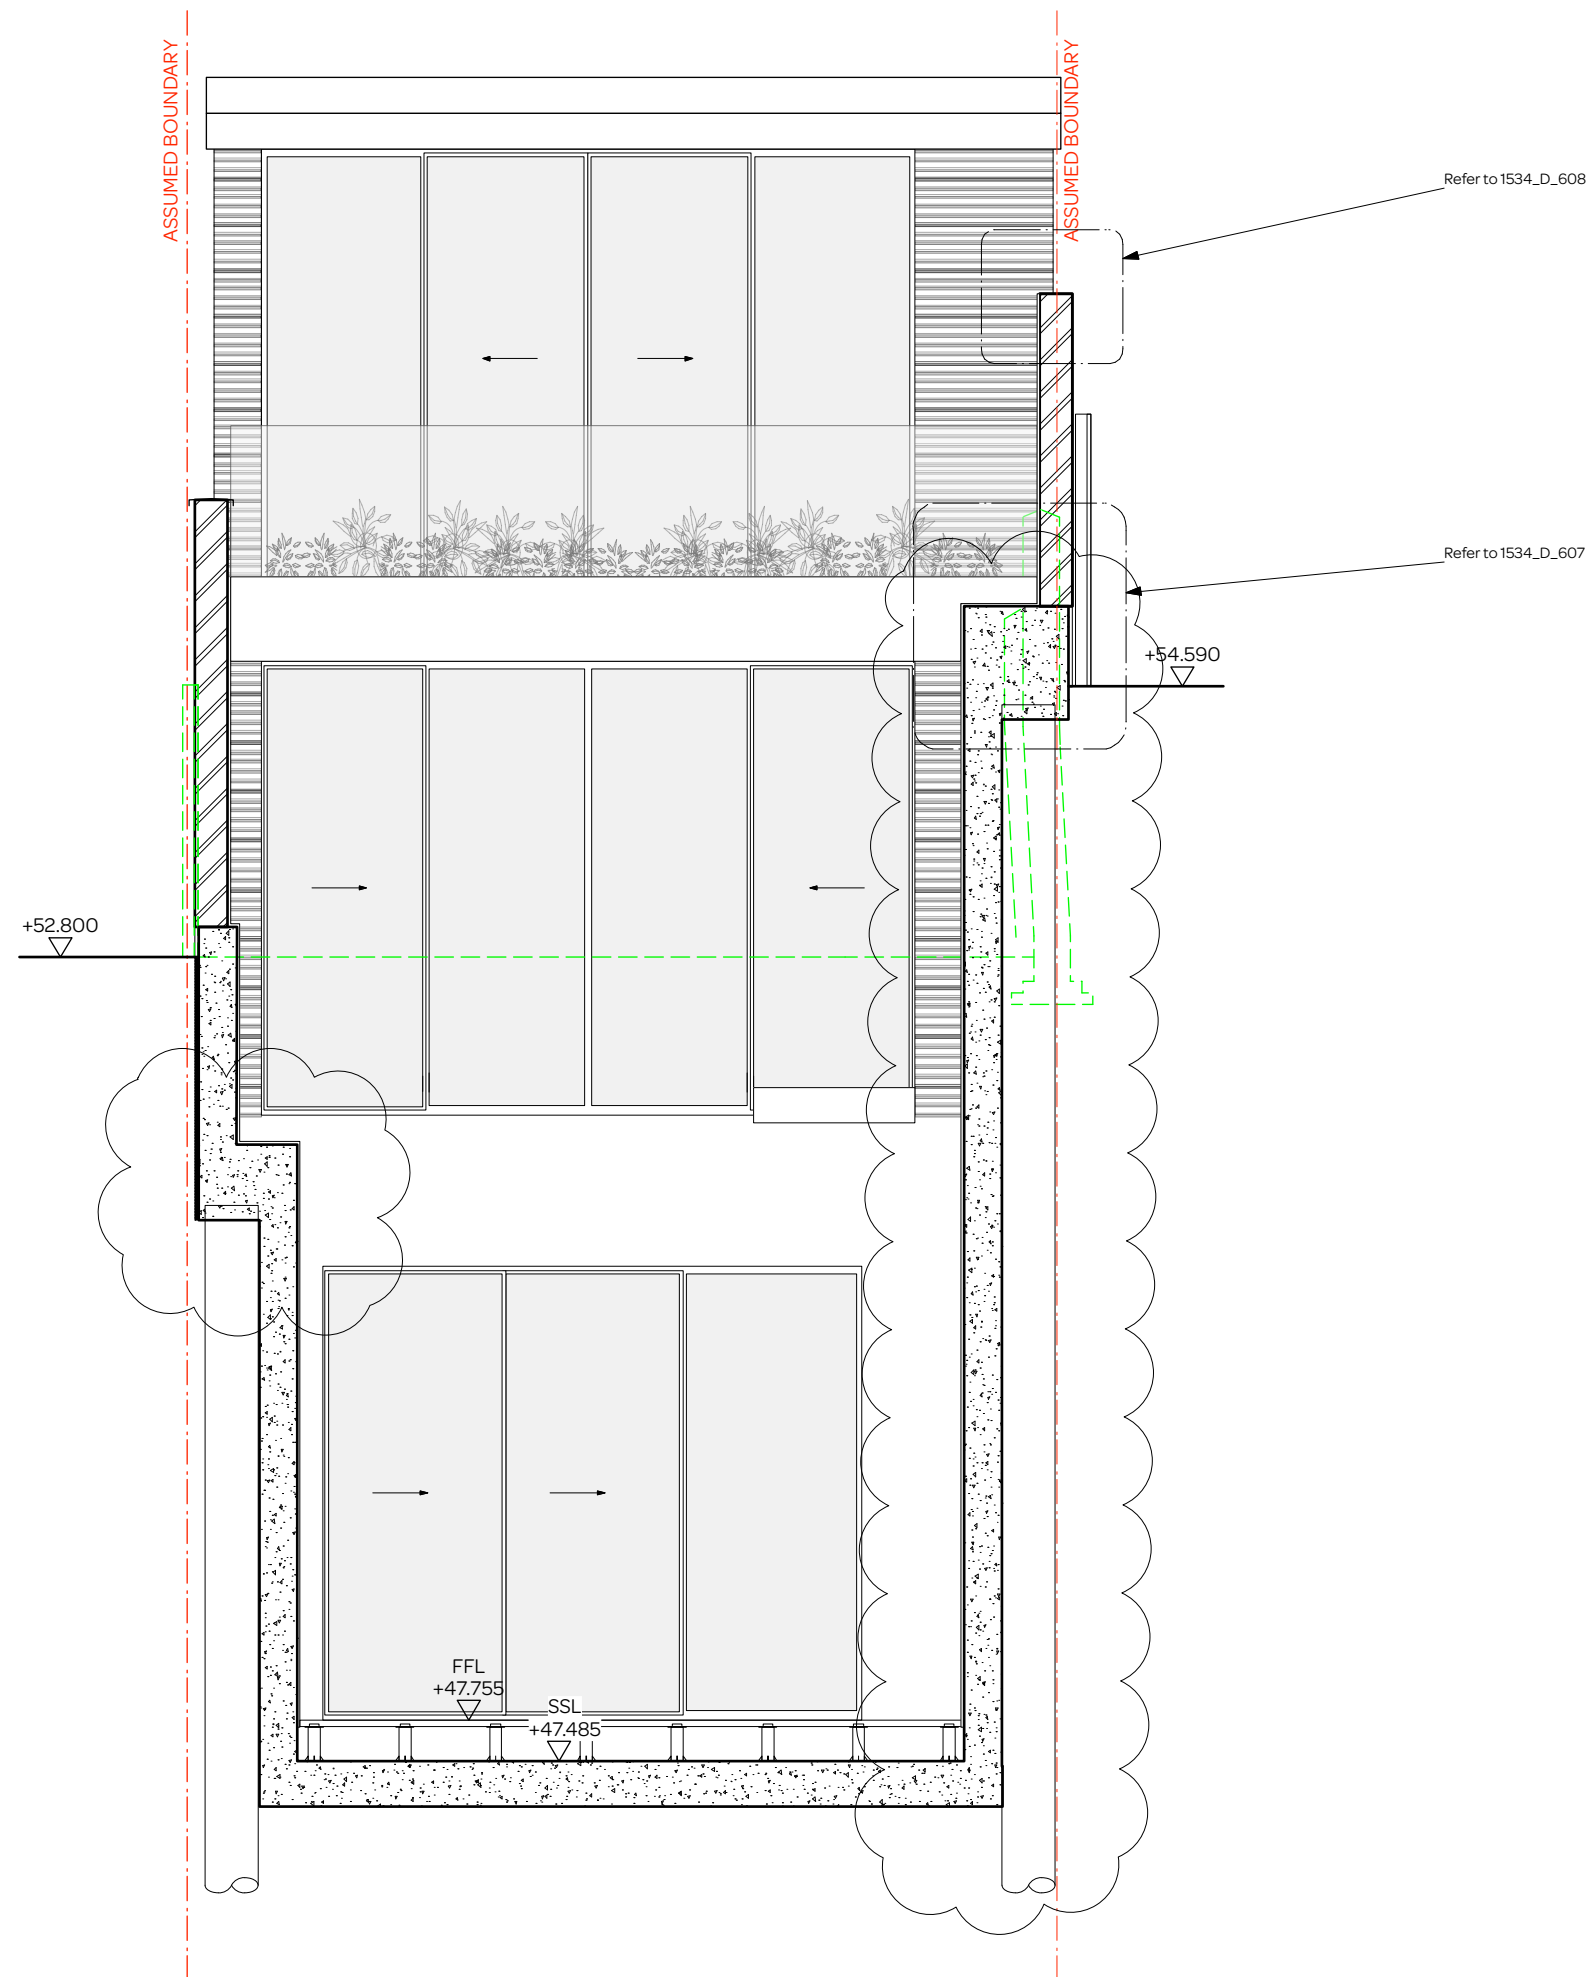 ASSUMED BOUNDARY
ASSUMED BOUNDARY
Refer to 1534_D_608
Refer to 1534_D_607
+54.590
+52.800
FFL
+47.755
SSL
+47.485